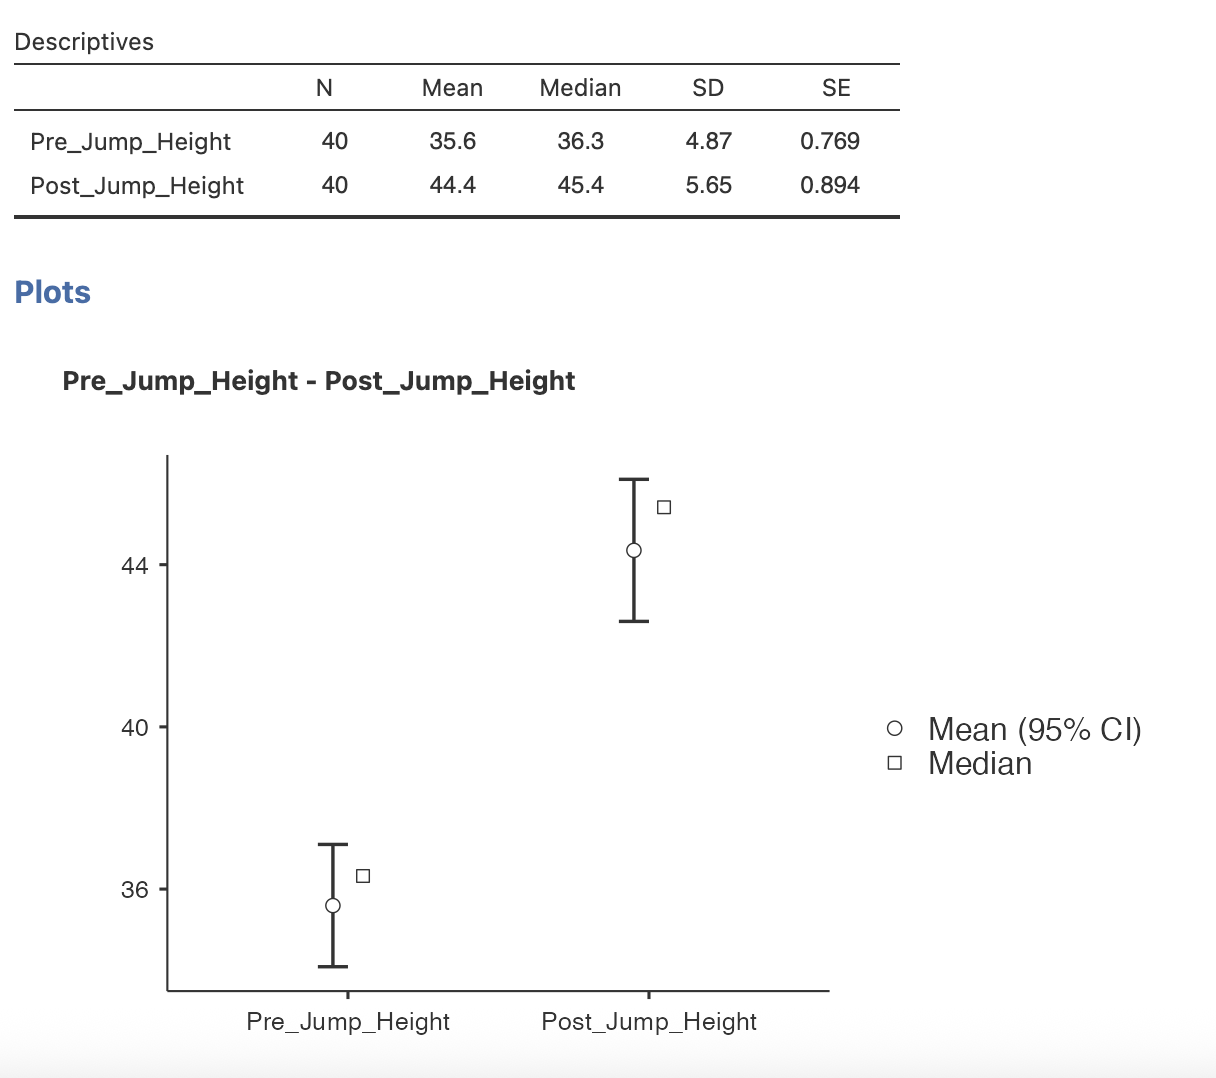 Descriptives
N Mean Median SD SE
Pre_Jump_Height 40 35.6 36.3 4.87 0.769
Post_Jump_Height 40 44.4 45.4 5.65 0.894
Plots
Pre_Jump_Height - Post_Jump_Height
44
40
36
Mean (95% CI)
Median
Pre_Jump_Height Post_Jump_Height